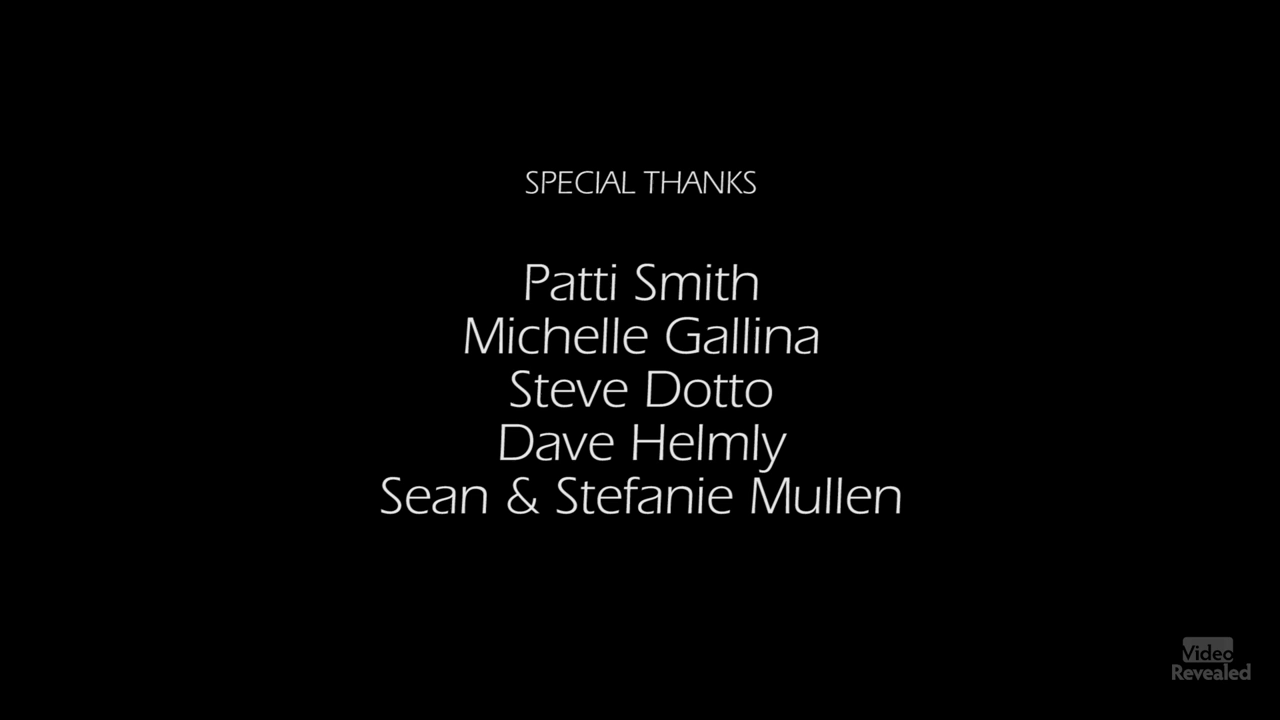 SPECIAL THANKS
Patti Smith
Michelle Gallina
Steve Dotto
Dave Helmly
Sean & Stefanie Mullen
Video
Revealed